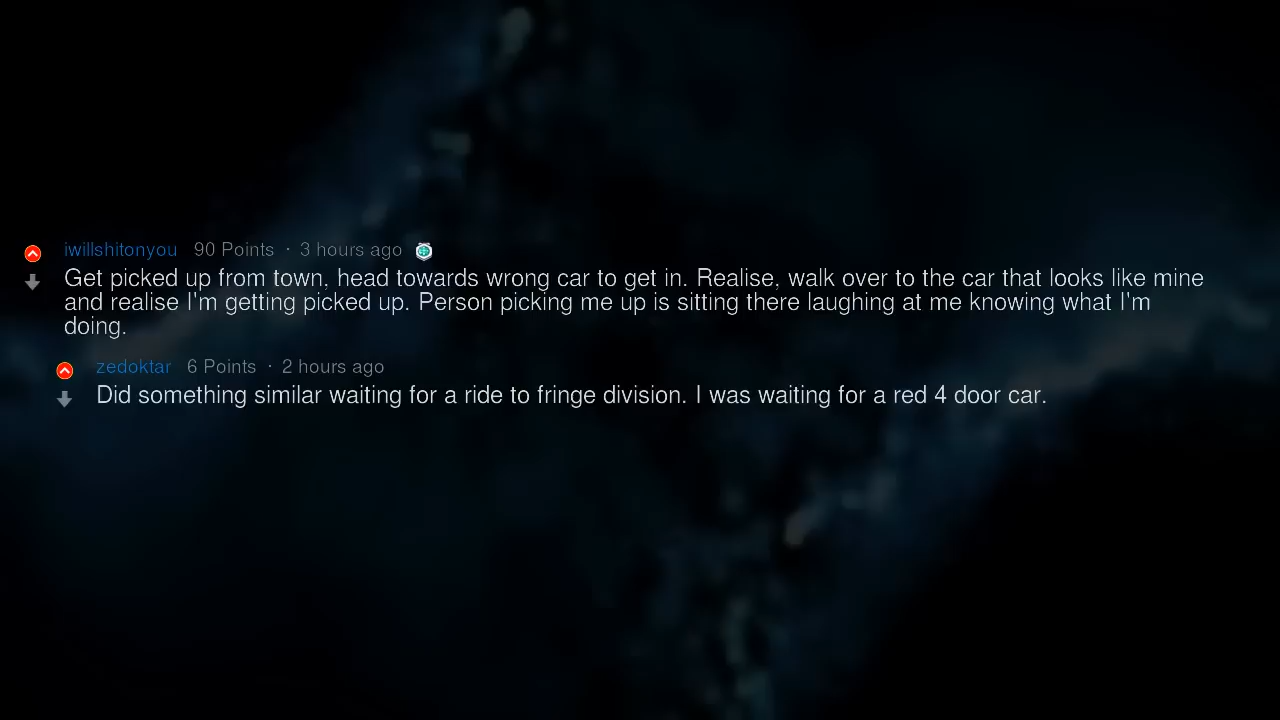 iwillshitonyou 90 Points · 3 hours ago
Get picked up from town, head towards wrong car to get in. Realise, walk over to the car that looks like mine
and realise I'm getting picked up. Person picking me up is sitting there laughing at me knowing what I'm
doing.
zedoktar 6 Points · 2 hours ago
Did something similar waiting for a ride to fringe division. I was waiting for a red 4 door car.